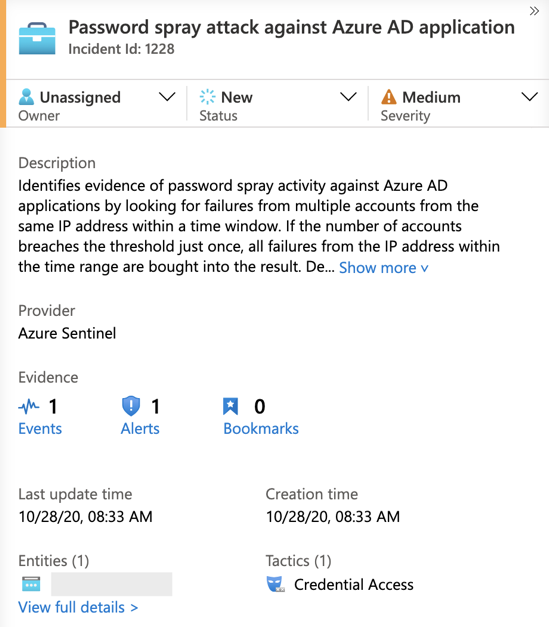 Password spray attack against Azure AD application
Incident Id: 1228
Unassigned
Owner
New
Status
Medium
Severity
Description
Identifies evidence of password spray activity against Azure AD
applications by looking for failures from multiple accounts from the
same IP address within a time window. If the number of accounts
breaches the threshold just once, all failures from the IP address within
the time range are bought into the result. De... Show more ˅
Provider
Azure Sentinel
Evidence
1
Events
1
Alerts
0
Bookmarks
Last update time
10/28/20, 08:33 AM
Creation time
10/28/20, 08:33 AM
Entities (1)
View full details >
Tactics (1)
Credential Access